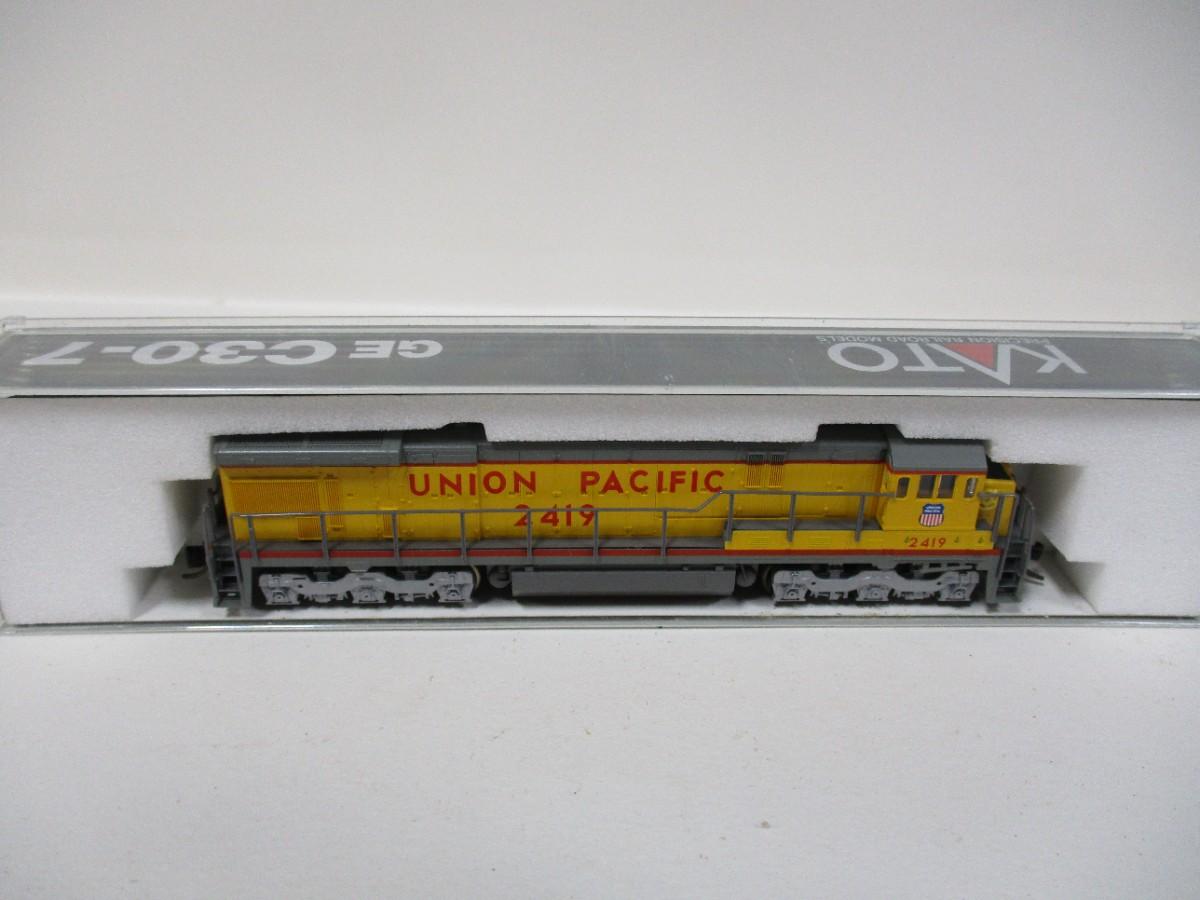 GE C30-7
KATO
PRECISION RAILROAD MODELS
UNION PACIFIC
2419
2419